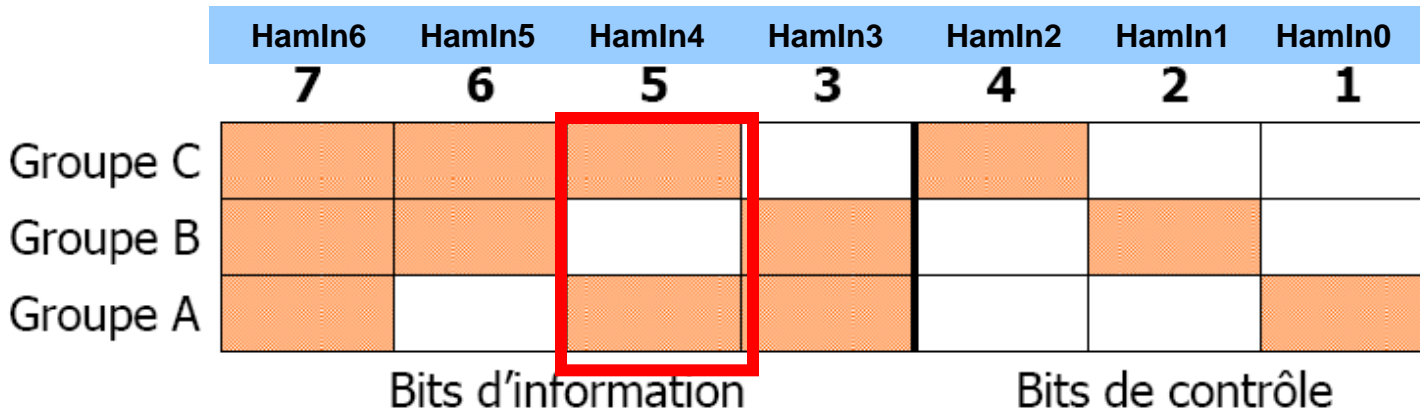 HamIn6 HamIn5 HamIn4 HamIn3 HamIn2 HamIn1 HamIn0
7 6 5 3 4 2 1
Groupe C
Groupe B
Groupe A
Bits d'information Bits de contrôle